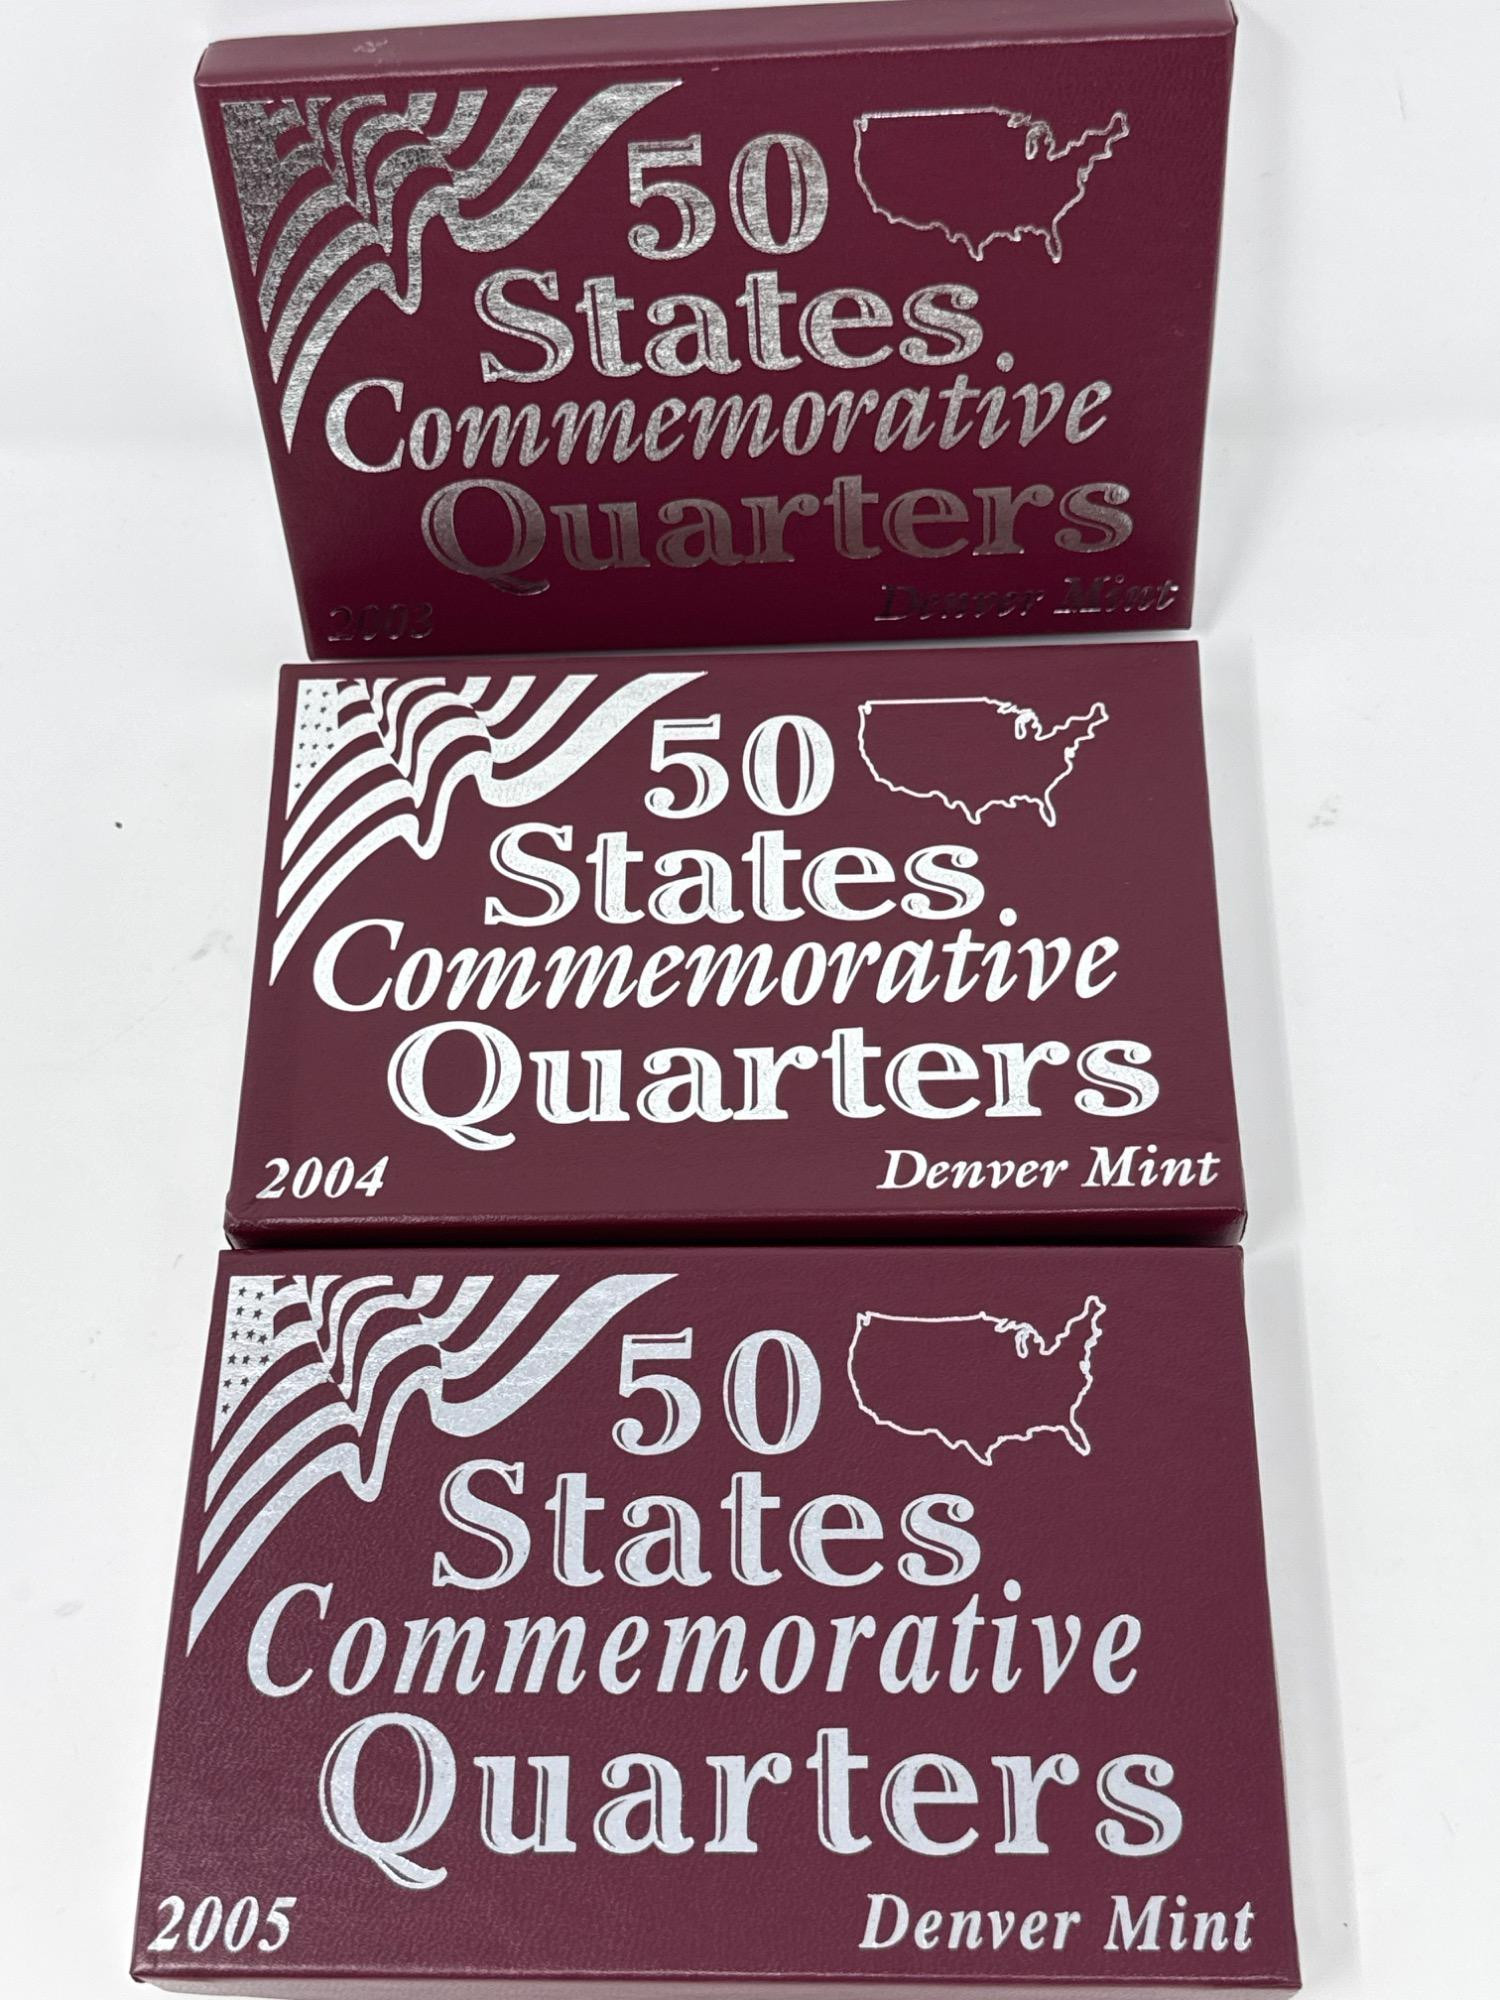 50
States
Commemorative
Quarters
2003 Denver Mint
50
States
Commemorative
Quarters
2004 Denver Mint
50
States
Commemorative
Quarters
2005 Denver Mint